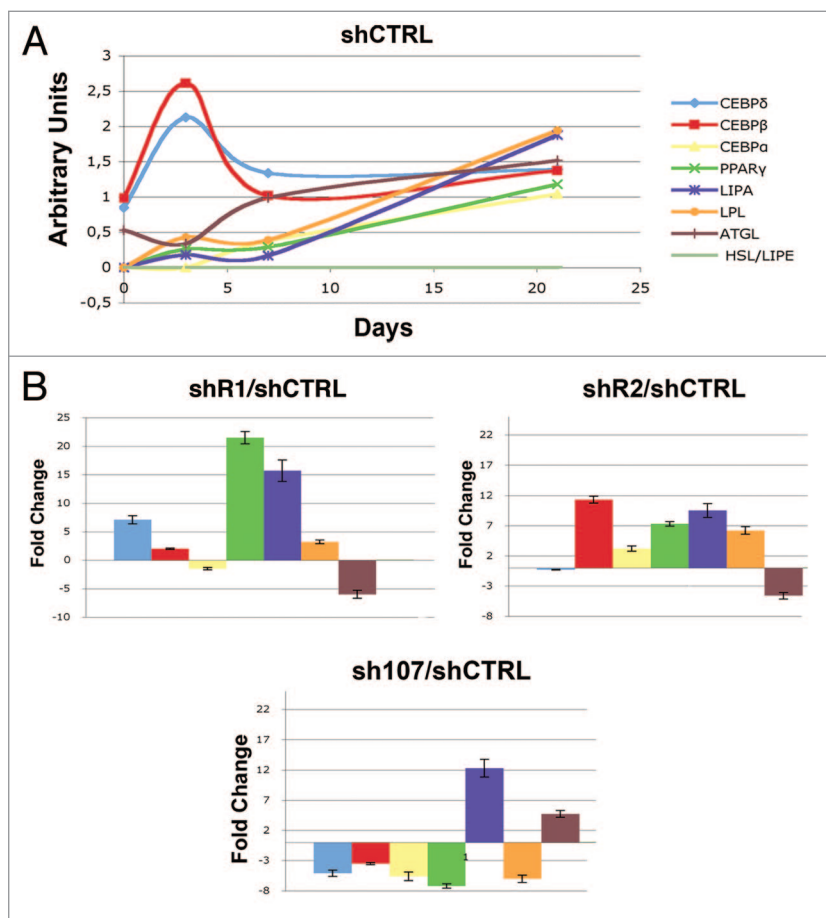 A
shCTRL
Arbitrary Units
3
2,5
2
1,5
1
0,5
0
-0,5
0
5
10
15
20
25
Days
CEBPδ
CEBPβ
CEBPα
PPARγ
LIPA
LPL
ATGL
HSL/LIPE
B
shR1/shCTRL
Fold Change
25
20
15
10
5
0
-5
-10
shR2/shCTRL
Fold Change
22
17
12
7
2
-3
-8
sh107/shCTRL
Fold Change
22
17
12
7
2
-3
-8
1